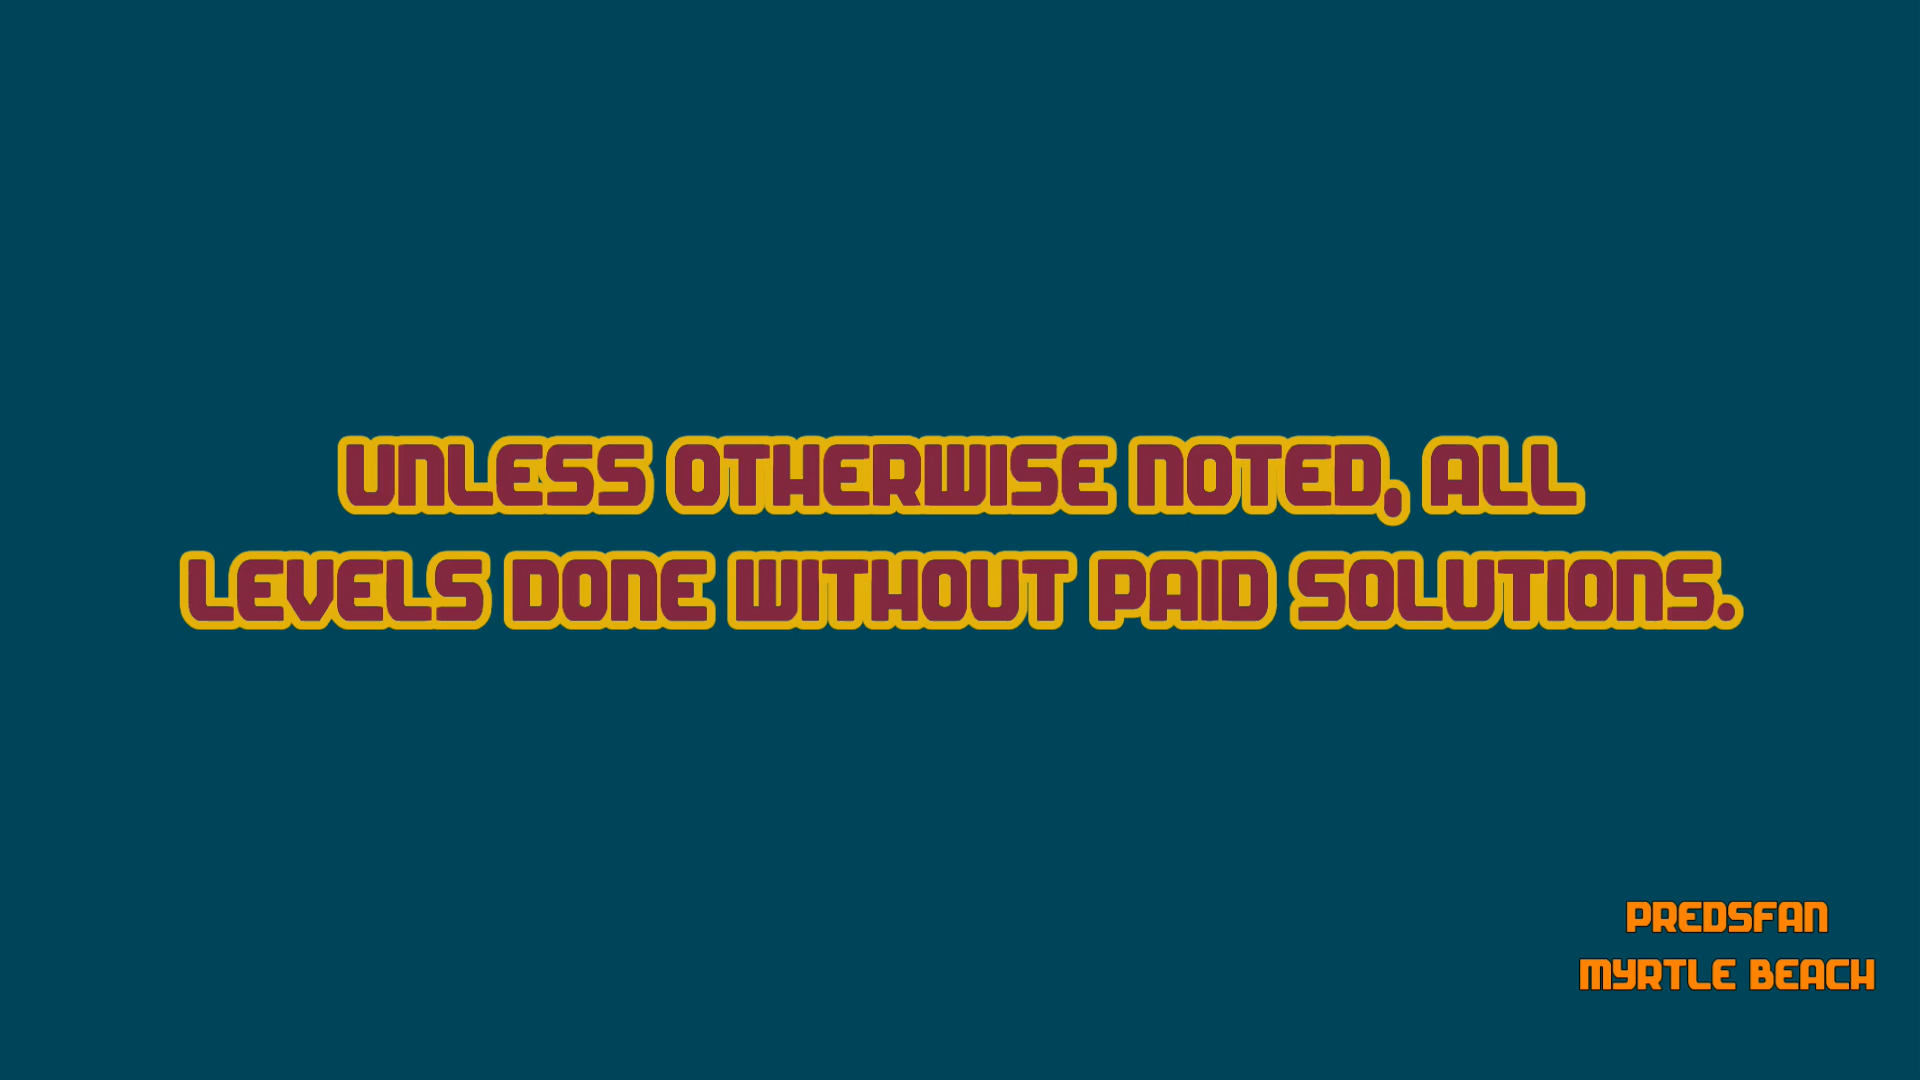 UNLESS OTHERWISE NOTED, ALL
LEVELS DONE WITHOUT PAID SOLUTIONS.
PREDSFAN
MYRTLE BEACH